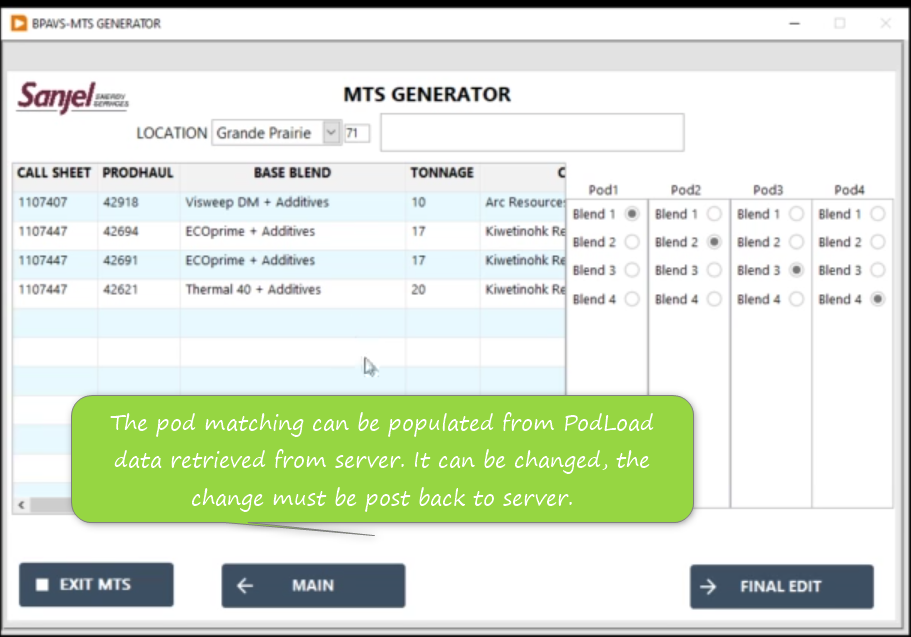 BPAVS-MTS GENERATOR
Sanjel ENERGY SERVICES
MTS GENERATOR
LOCATION Grande Prairie 71
CALL SHEET PRODHAUL BASE BLEND TONNAGE C
1107407 42918 Visweep DM + Additives 10 Arc Resources
1107447 42694 ECOprime + Additives 17 Kiwetinohk Re
1107447 42691 ECOprime + Additives 17 Kiwetinohk Re
1107447 42621 Thermal 40 + Additives 20 Kiwetinohk Re
Pod1 Pod2 Pod3 Pod4
Blend 1 Blend 1 Blend 1 Blend 1
Blend 2 Blend 2 Blend 2 Blend 2
Blend 3 Blend 3 Blend 3 Blend 3
Blend 4 Blend 4 Blend 4 Blend 4
The pod matching can be populated from PodLoad
data retrieved from server. It can be changed, the
change must be post back to server.
EXIT MTS
MAIN
FINAL EDIT